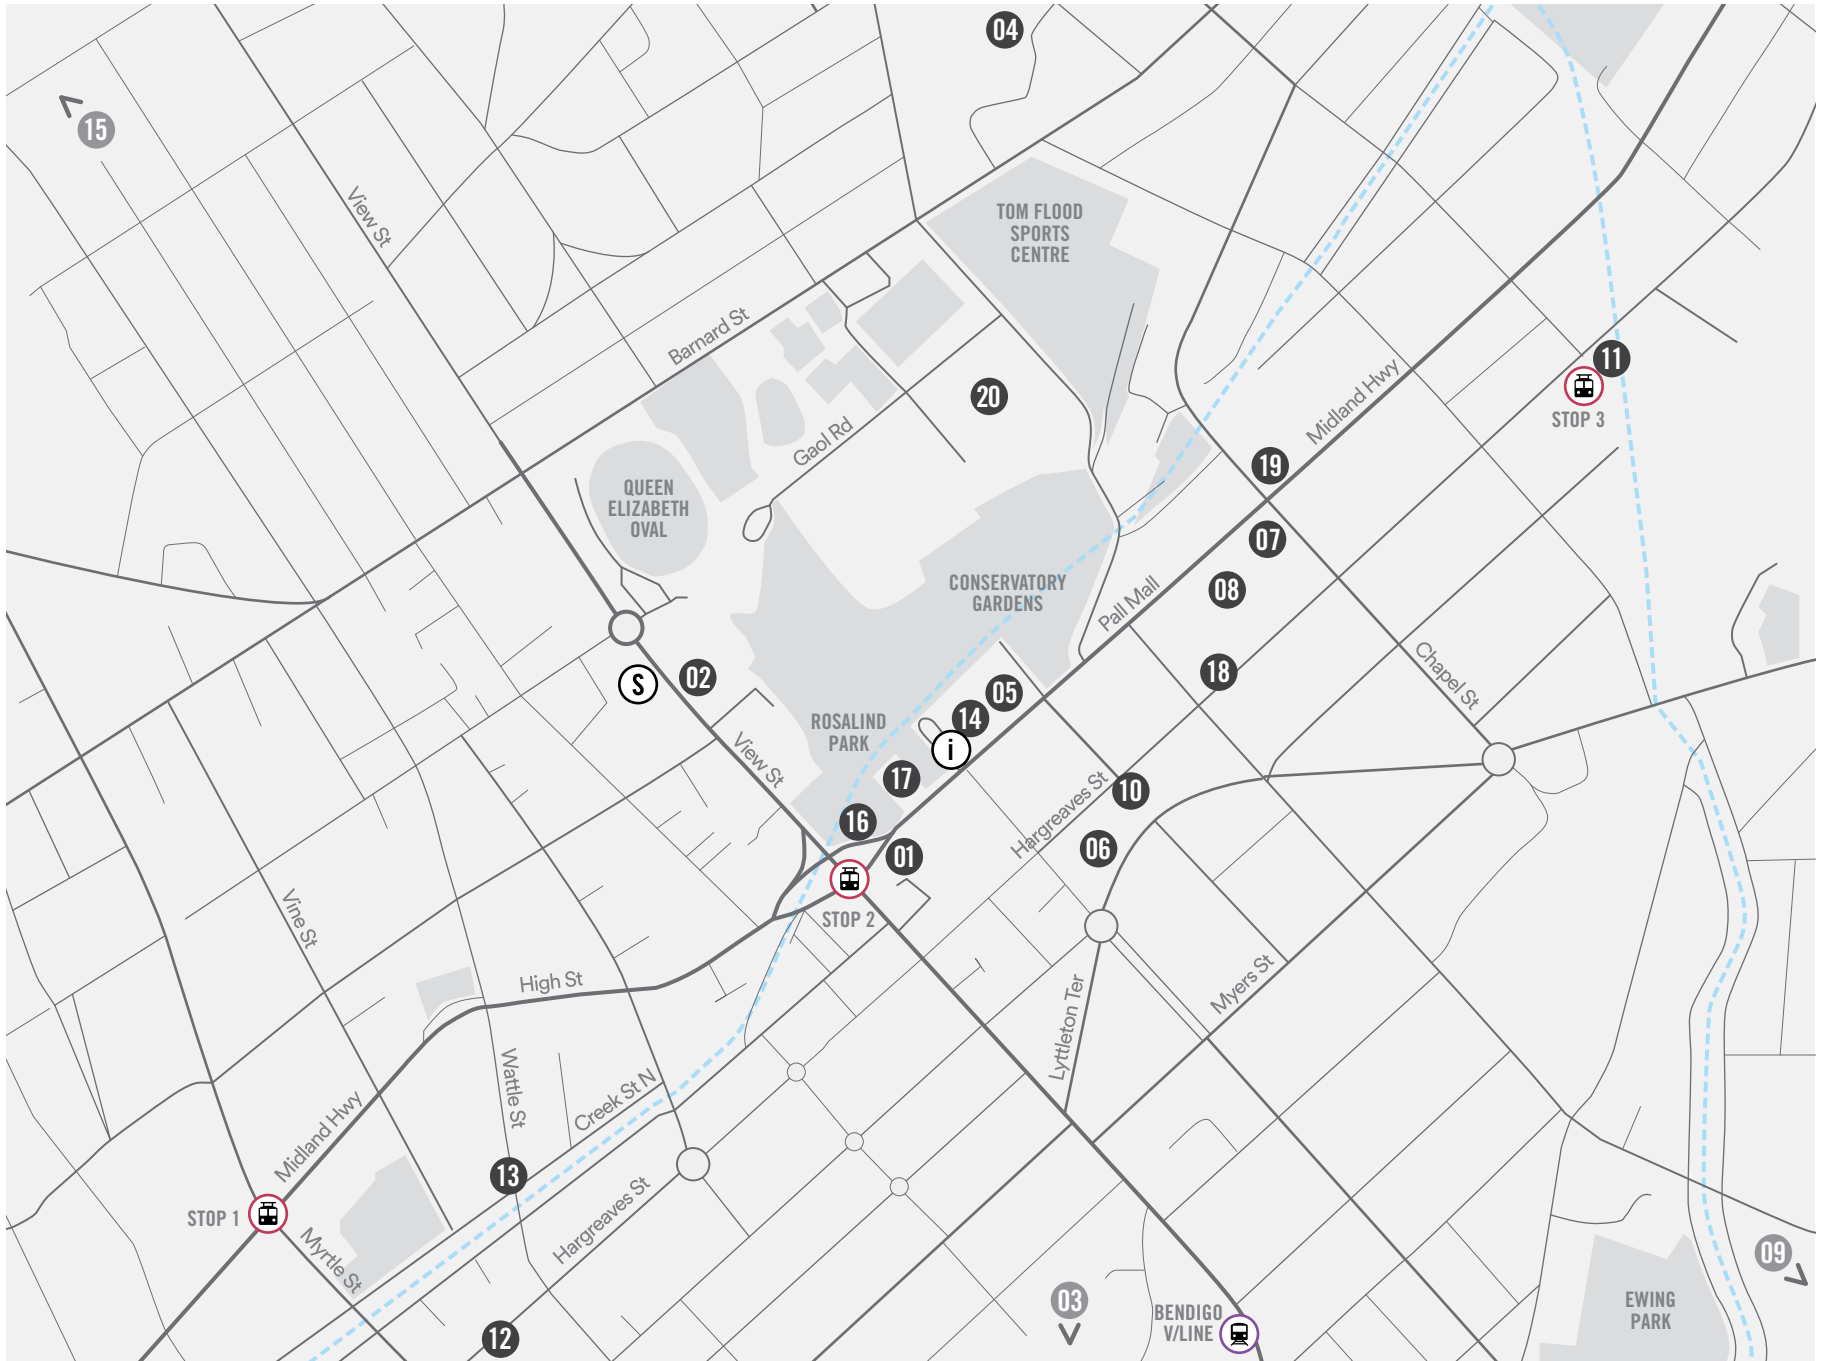 04
15
View St
TOM FLOOD
SPORTS
CENTRE
Barnard St
11
STOP 3
Midland Hwy
20
Gaol Rd
19
QUEEN
ELIZABETH
OVAL
07
CONSERVATORY
GARDENS
08
Pall Mall
18
Chapel St
S
02
05
14
ROSALIND
PARK
i
View St
17
10
Hargreaves St
16
01
06
STOP 2
Vine St
High St
Myers St
Lyttleton Ter
Wattle St
Creek St N
Midland Hwy
13
STOP 1
Myrtle St
Hargreaves St
12
03
BENDIGO
V/LINE
09
EWING
PARK